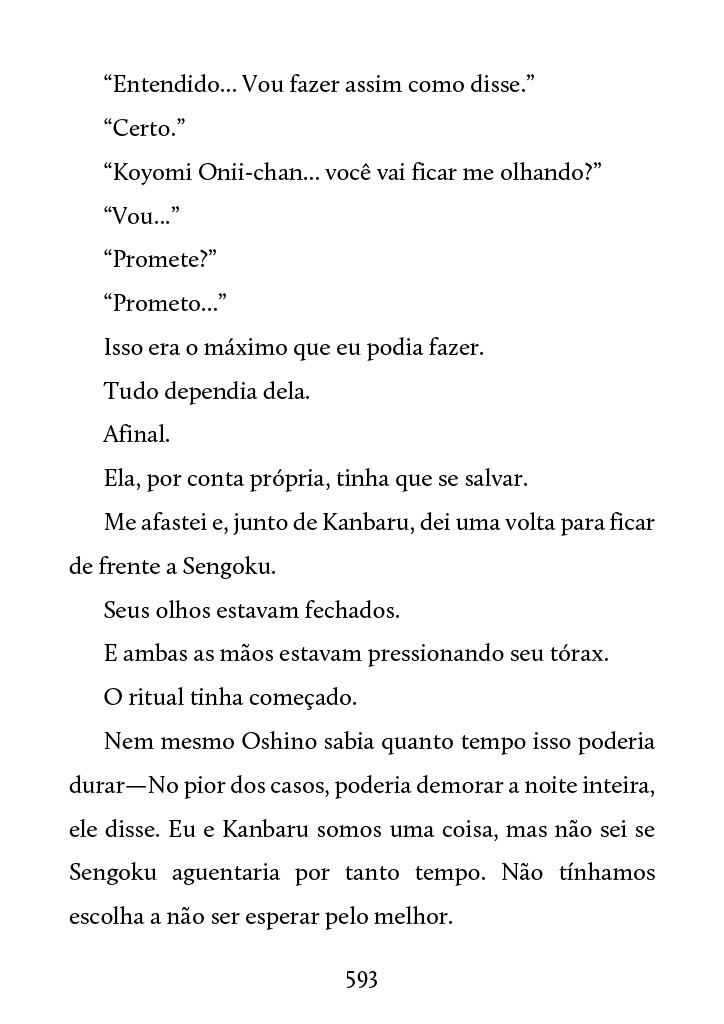 “Entendido... Vou fazer assim como disse.”
“Certo.”
“Koyomi Onii-chan... você vai ficar me olhando?”
“Vou...”
“Promete?”
“Prometo...”
Isso era o máximo que eu podia fazer.
Tudo dependia dela.
Afinal.
Ela, por conta própria, tinha que se salvar.
Me afastei e, junto de Kanbaru, dei uma volta para ficar
de frente a Sengoku.
Seus olhos estavam fechados.
E ambas as mãos estavam pressionando seu tórax.
O ritual tinha começado.
Nem mesmo Oshino sabia quanto tempo isso poderia
durar—No pior dos casos, poderia demorar a noite inteira,
ele disse. Eu e Kanbaru somos uma coisa, mas não sei se
Sengoku aguentaria por tanto tempo. Não tínhamos
escolha a não ser esperar pelo melhor.
593